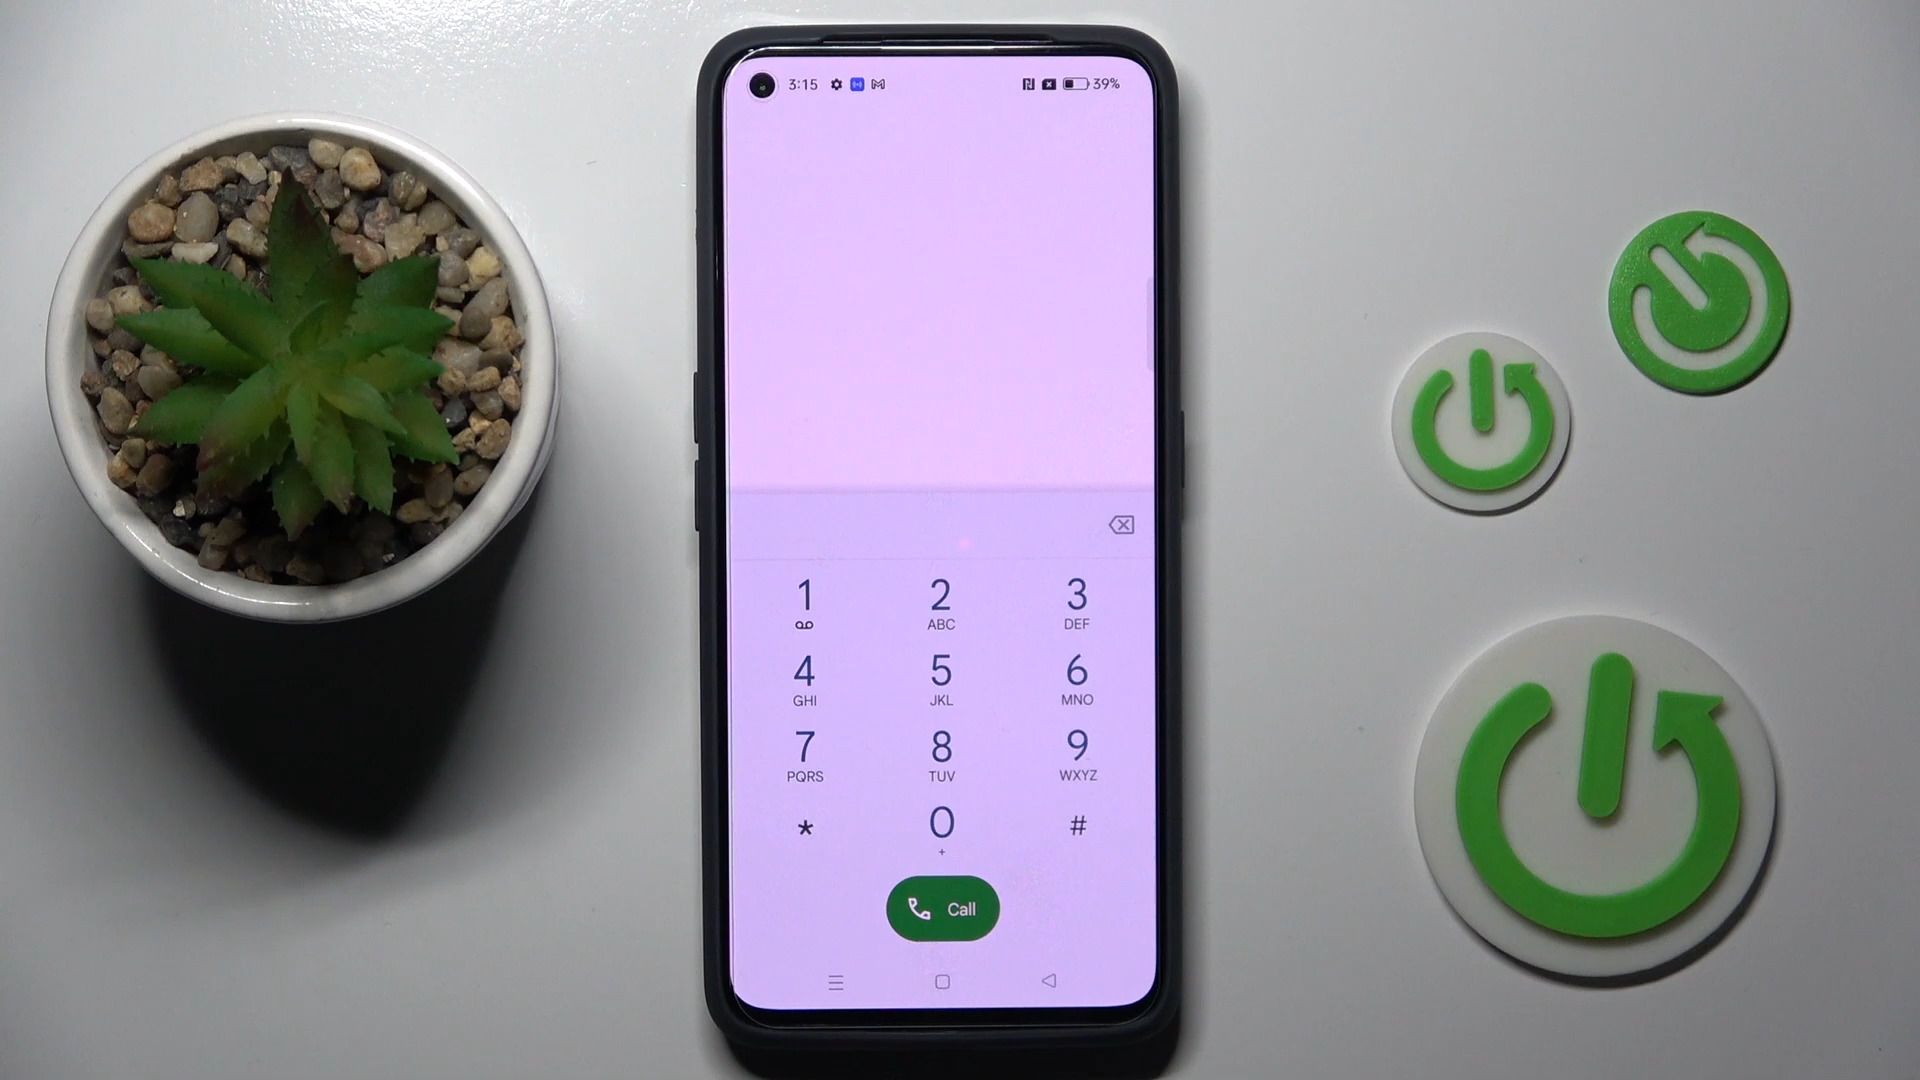 3:15 39%
1 2 3
ABC DEF
4 5 6
GHI JKL MNO
7 8 9
PQRS TUV WXYZ
* 0 #
+
Call